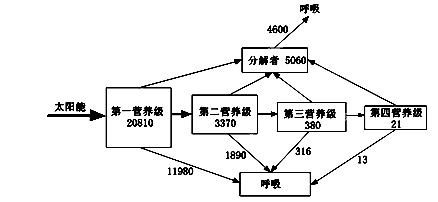 呼吸
4600
分解者 5060
太阳能
第一营养级
20810
第二营养级
3370
第三营养级
380
第四营养级
21
11980
1890
316
13
呼吸